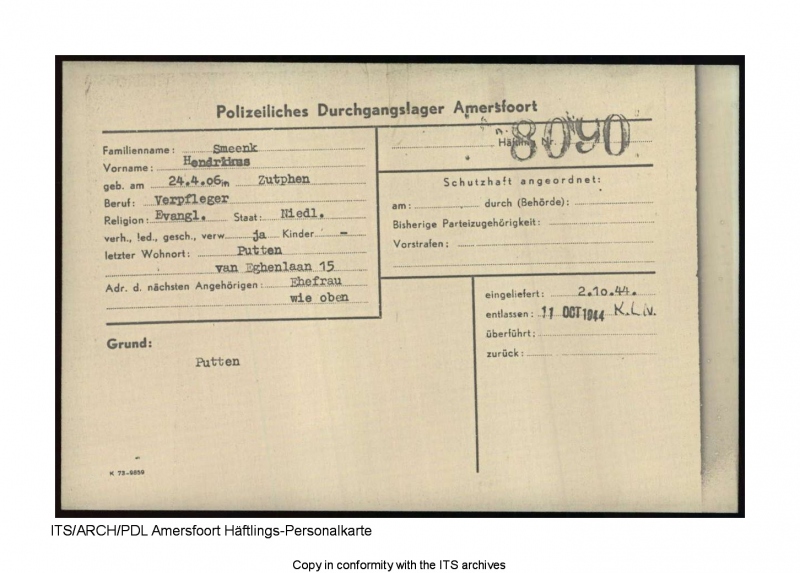 Polizeiliches Durchgangslager Amersfoort
Familienname: Smeenk
Vorname: Hendrikus
geb. am 24.4.06 in Zutphen
Beruf: Verpfleger
Religion: Evangl. Staat: Niedl.
verh., led., gesch., verw. ja Kinder -
letzter Wohnort: Putten
van Eghenlaan 15
Adr. d. nächsten Angehörigen: Ehefrau
wie oben
Häftling Nr. 8090
Schutzhaft angeordnet:
am: durch (Behörde):
Bisherige Parteizugehörigkeit:
Vorstrafen:
eingeliefert: 2.10.44.
entlassen: 11 OCT 1944 K.L.N.
überführt:
zurück:
Grund:
Putten
K 73-6859
ITS/ARCH/PDL Amersfoort Häftlings-Personalkarte
Copy in conformity with the ITS archives